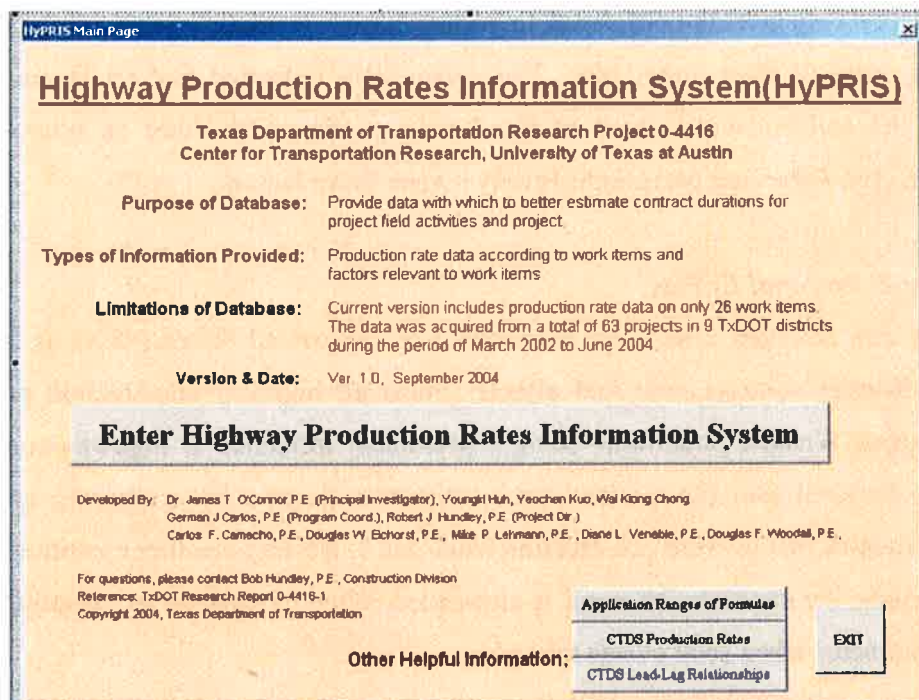 HyPRIS Main Page
Highway Production Rates Information System(HyPRIS)
Texas Department of Transportation Research Project 0-4416
Center for Transportation Research, University of Texas at Austin
Purpose of Database: Provide data with which to better estimate contract durations for
project field activities and project.
Types of Information Provided: Production rate data according to work items and
factors relevant to work items
Limitations of Database: Current version includes production rate data on only 26 work items.
The data was acquired from a total of 63 projects in 9 TxDOT districts
during the period of March 2002 to June 2004.
Version & Date: Ver. 1.0, September 2004
Enter Highway Production Rates Information System
Developed By: Dr. James T. O'Connor P.E. (Principal Investigator), Youngki Huh, Yaochen Kuo, Wai Kiong Chong
German J Carlos, P.E. (Program Coord.), Robert J. Hundley, P.E. (Project Dir.)
Carlos F. Camacho, P.E., Douglas W. Eichorst, P.E., Mike P. Lehmann, P.E., Diane L. Venable, P.E., Douglas F. Woodall, P.E.,
For questions, please contact Bob Hundley, P.E., Construction Division
Reference: TxDOT Research Report 0-4416-1
Copyright 2004, Texas Department of Transportation
Other Helpful Information;
Application Ranges of Formulas
CTDS Production Rates
CTDS Lead-Lag Relationships
EXIT